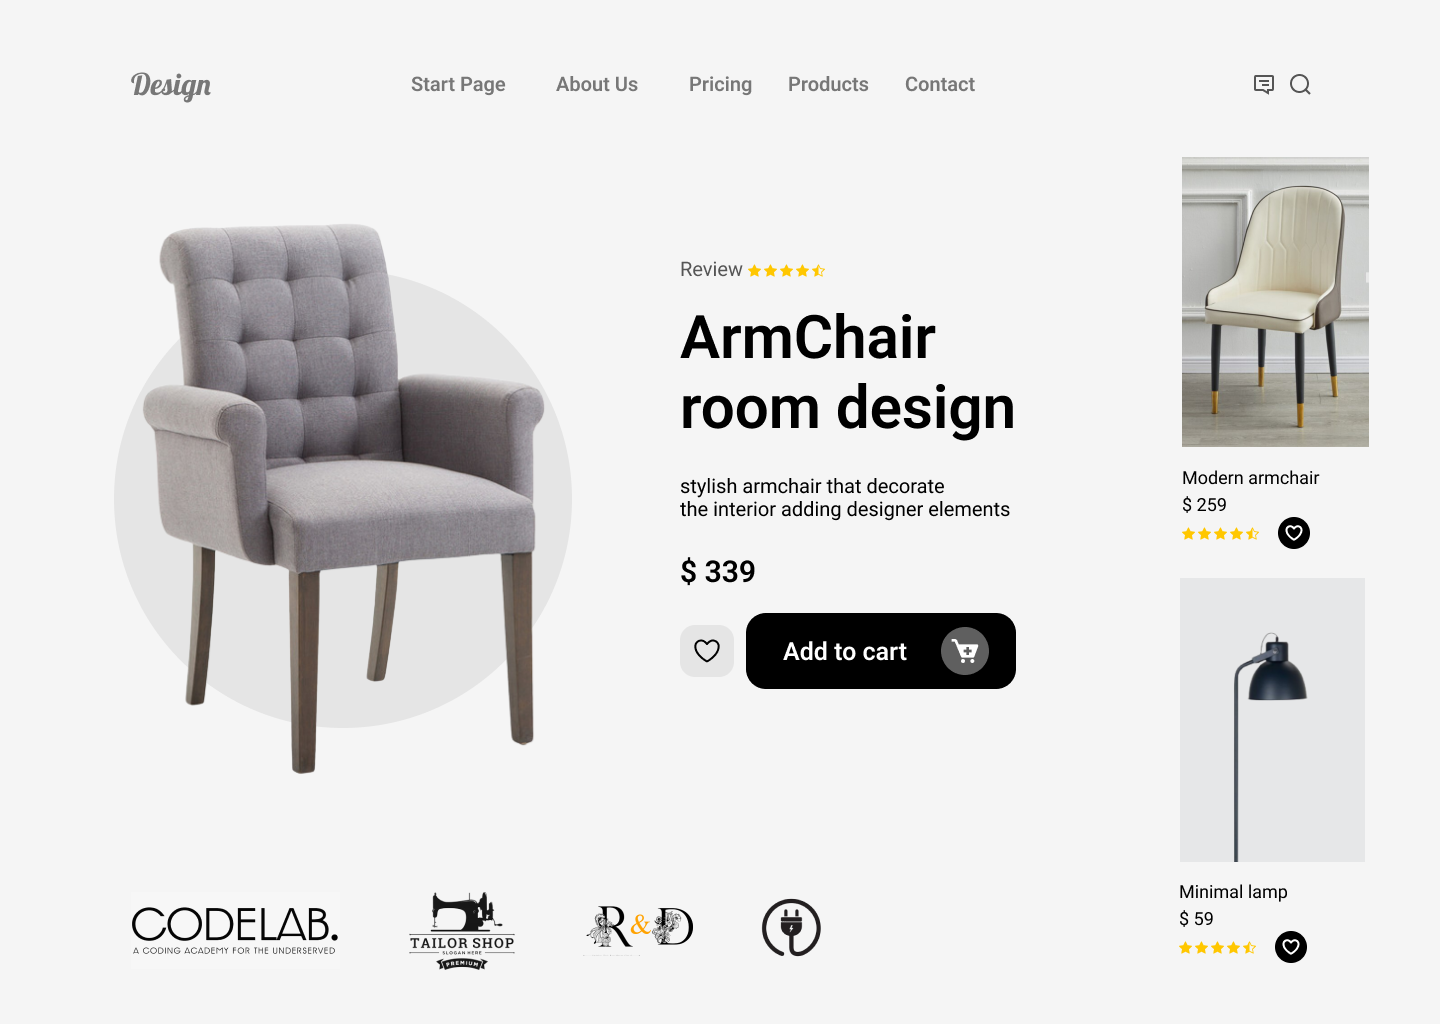 Design
Start Page
About Us
Pricing
Products
Contact
Review
ArmChair
room design
stylish armchair that decorate
the interior adding designer elements
$ 339
Add to cart
Modern armchair
$ 259
Minimal lamp
$ 59
CODELAB.
A CODING ACADEMY FOR THE UNDERSERVED
TAILOR SHOP
SLOGAN HERE
PREMIUM
R&D